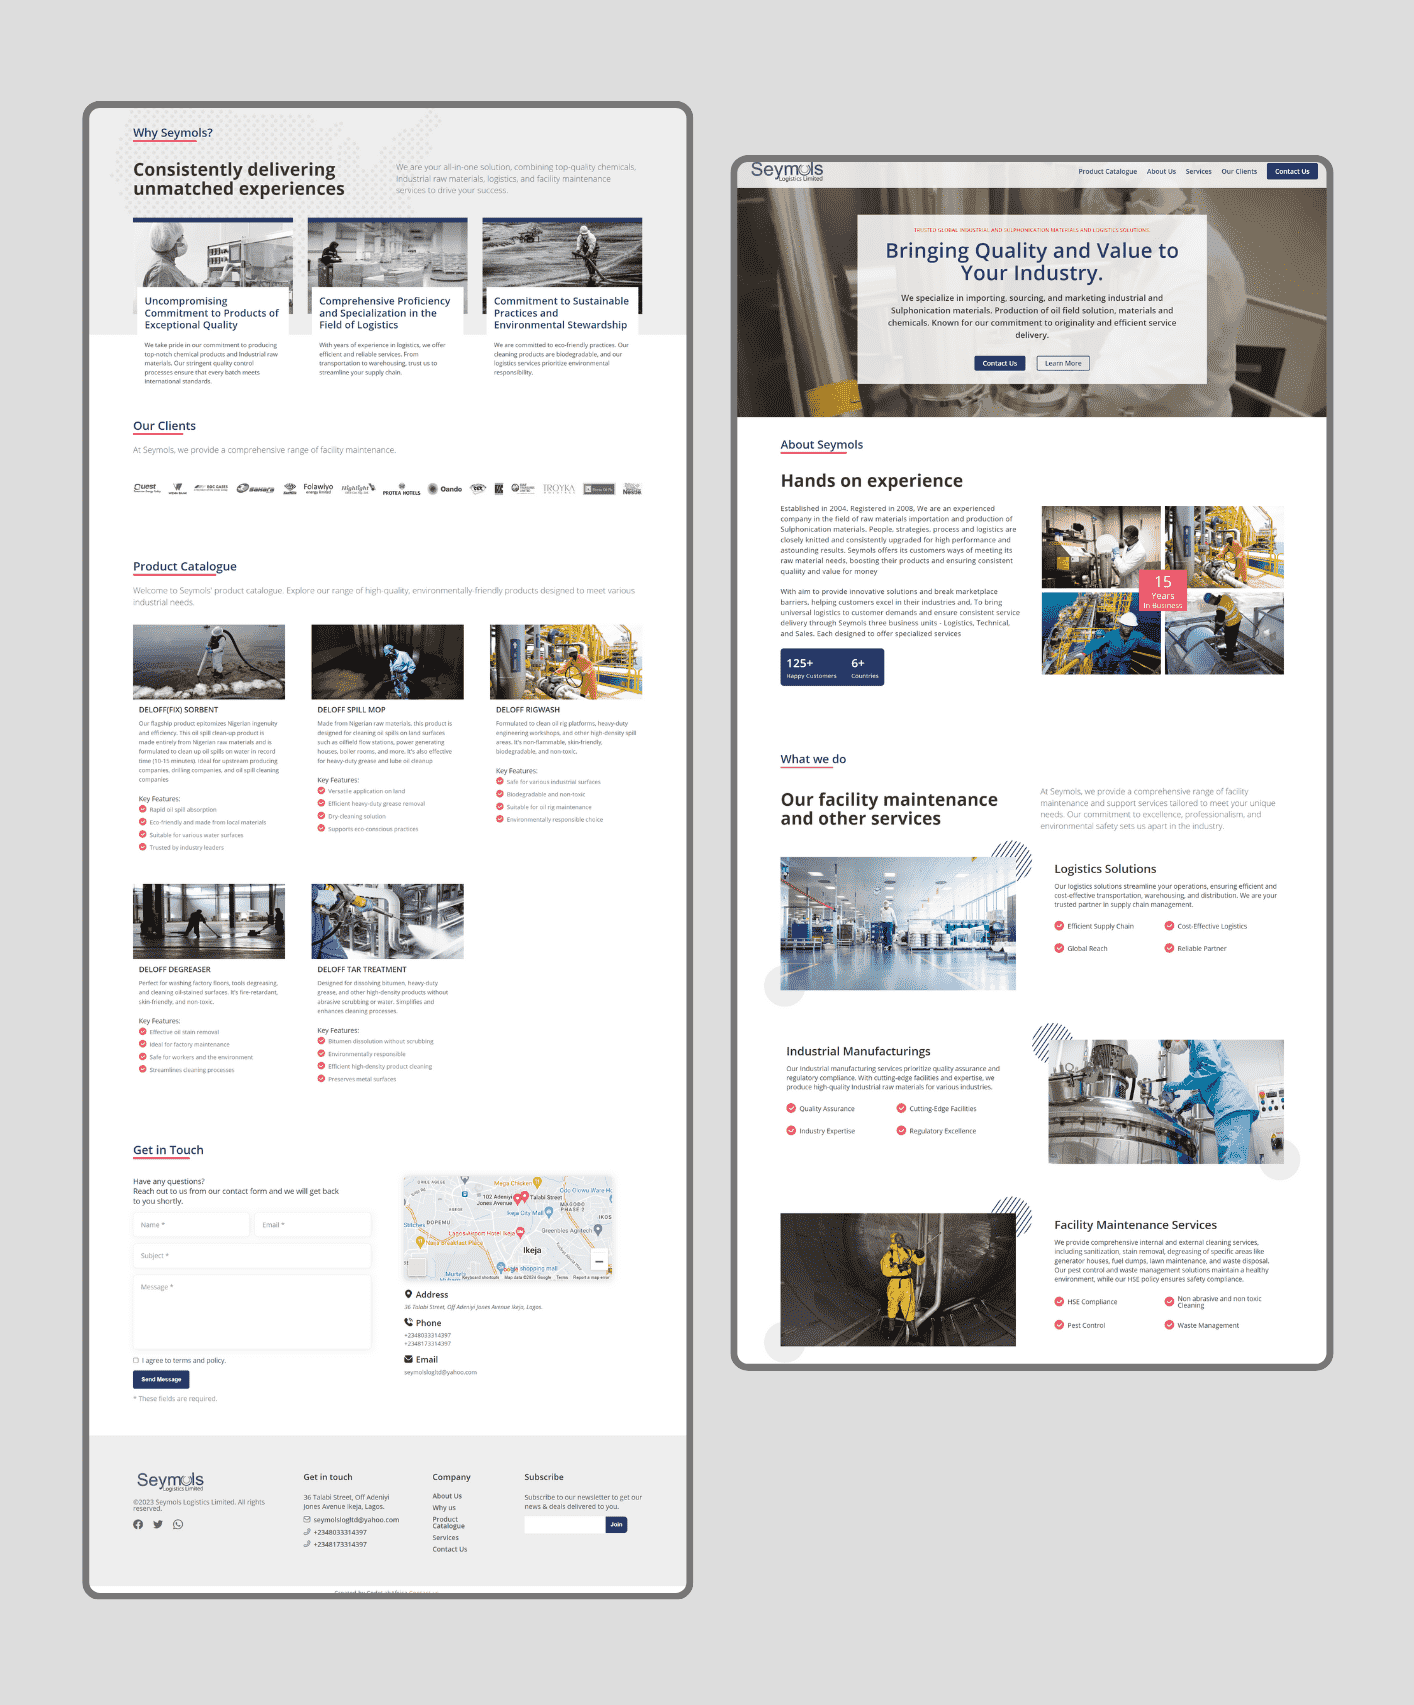 Why Seymols?
Consistently delivering
unmatched experiences
We are your all-in-one solution, combining top-quality chemicals,
industrial raw materials, logistics, and facility maintenance
services to drive your success.
Uncompromising
Commitment to Products of
Exceptional Quality
We take pride in our commitment to producing
top-notch chemical products and Industrial raw
materials. Our stringent quality control
processes ensure that every batch meets
international standards.
Comprehensive Proficiency
and Specialization in the
Field of Logistics
With years of experience in logistics, we offer
efficient and reliable services. From
transportation to warehousing, trust us to
streamline your supply chain.
Commitment to Sustainable
Practices and
Environmental Stewardship
We are committed to eco-friendly practices. Our
cleaning products are biodegradable, and our
logistics services prioritize environmental
responsibility.
Our Clients
At Seymols, we provide a comprehensive range of facility maintenance.
Quest
Sahara
Folawiyo
energy limited
Nightflight
PROTEA HOTELS
Oando
TROYKA
Nestle
Product Catalogue
Welcome to Seymols' product catalogue. Explore our range of high-quality, environmentally-friendly products designed to meet various
industrial needs.
DELOFF(FIX) SORBENT
Our flagship product epitomizes Nigerian ingenuity
and efficiency. This oil spill clean-up product is
made entirely from Nigerian raw materials and is
formulated to clean up oil spills on water in record
time (10-15 minutes). Ideal for upstream producing
companies, drilling companies, and oil spill cleaning
companies
Key Features:
Rapid oil spill absorption
Eco-friendly and made from local materials
Suitable for various water surfaces
Trusted by industry leaders
DELOFF SPILL MOP
Made from Nigerian raw materials, this product is
designed for cleaning oil spills on land surfaces
such as oilfield flow stations, power generating
houses, boiler rooms, and more. It's also effective
for heavy-duty grease and lube oil cleanup
Key Features:
Versatile application on land
Efficient heavy-duty grease removal
Dry-cleaning solution
Supports eco-conscious practices
DELOFF RIGWASH
Formulated to clean oil rig platforms, heavy-duty
engineering workshops, and other high-density spill
areas. It's non-flammable, skin-friendly,
biodegradable, and non-toxic.
Key Features:
Safe for various industrial surfaces
Biodegradable and non-toxic
Suitable for oil rig maintenance
Environmentally responsible choice
DELOFF DEGREASER
Perfect for washing factory floors, tools degreasing,
and cleaning oil-stained surfaces. It's fire-retardant,
skin-friendly, and non-toxic.
Key Features:
Effective oil stain removal
Ideal for factory maintenance
Safe for workers and the environment
Streamlines cleaning processes
DELOFF TAR TREATMENT
Designed for dissolving bitumen, heavy-duty
grease, and other high-density products without
abrasive scrubbing or water. Simplifies and
enhances cleaning processes.
Key Features:
Bitumen dissolution without scrubbing
Environmentally responsible
Efficient high-density product cleaning
Preserves metal surfaces
Get in Touch
Have any questions?
Reach out to us from our contact form and we will get back
to you shortly.
Name *
Email *
Subject *
Message *
I agree to terms and policy.
Send Message
* These fields are required.
Mega Chicken
102 Adeniyi
Jones Avenue
Talabi Street
MAGODO
PHASE 2
Ikeja City Mall
IKOS
Stitches
DOPEMU
Lagos Airport Hotel Ikeja
Greenbles Agritech
Naija Breakfast Place
Ikeja
shopping mall
Keyboard shortcuts
Map data ©2024 Google
Terms
Report a map error
Address
36 Talabi Street, Off Adeniyi Jones Avenue Ikeja, Lagos.
Phone
+2348033314397
+2348173314397
Email
seymolslogltd@yahoo.com
Seymols
Logistics Limited
©2023 Seymols Logistics Limited. All rights
reserved.
Get in touch
36 Talabi Street, Off Adeniyi
Jones Avenue Ikeja, Lagos.
seymolslogltd@yahoo.com
+2348033314397
+2348173314397
Company
About Us
Why us
Product
Catalogue
Services
Contact Us
Subscribe
Subscribe to our newsletter to get our
news & deals delivered to you.
Join
Seymols
Logistics Limited
Product Catalogue
About Us
Services
Our Clients
Contact Us
TRUSTED GLOBAL INDUSTRIAL AND SULPHONICATION MATERIALS AND LOGISTICS SOLUTIONS.
Bringing Quality and Value to
Your Industry.
We specialize in importing, sourcing, and marketing industrial and
Sulphonication materials. Production of oil field solution, materials and
chemicals. Known for our commitment to originality and efficient service
delivery.
Contact Us
Learn More
About Seymols
Hands on experience
Established in 2004. Registered in 2008, We are an experienced
company in the field of raw materials importation and production of
Sulphonication materials. People, strategies, process and logistics are
closely knitted and consistently upgraded for high performance and
astounding results. Seymols offers its customers ways of meeting its
raw material needs, boosting their products and ensuring consistent
quality and value for money
With aim to provide innovative solutions and break marketplace
barriers, helping customers excel in their industries and, To bring
universal logistics to customer demands and ensure consistent service
delivery through Seymols three business units - Logistics, Technical,
and Sales. Each designed to offer specialized services
125+
Happy Customers
6+
Countries
15
Years
In Business
What we do
Our facility maintenance
and other services
At Seymols, we provide a comprehensive range of facility
maintenance and support services tailored to meet your unique
needs. Our commitment to excellence, professionalism, and
environmental safety sets us apart in the industry.
Logistics Solutions
Our logistics solutions streamline your operations, ensuring efficient and
cost-effective transportation, warehousing, and distribution. We are your
trusted partner in supply chain management.
Efficient Supply Chain
Cost-Effective Logistics
Global Reach
Reliable Partner
Industrial Manufacturings
Our Industrial manufacturing services prioritize quality assurance and
regulatory compliance. With cutting-edge facilities and expertise, we
produce high-quality Industrial raw materials for various industries.
Quality Assurance
Cutting-Edge Facilities
Industry Expertise
Regulatory Excellence
Facility Maintenance Services
We provide comprehensive internal and external cleaning services,
including sanitization, stain removal, degreasing of specific areas like
generator houses, fuel dumps, lawn maintenance, and waste disposal.
Our pest control and waste management solutions maintain a healthy
environment, while our HSE policy ensures safety compliance.
HSE Compliance
Non abrasive and non toxic
Cleaning
Pest Control
Waste Management